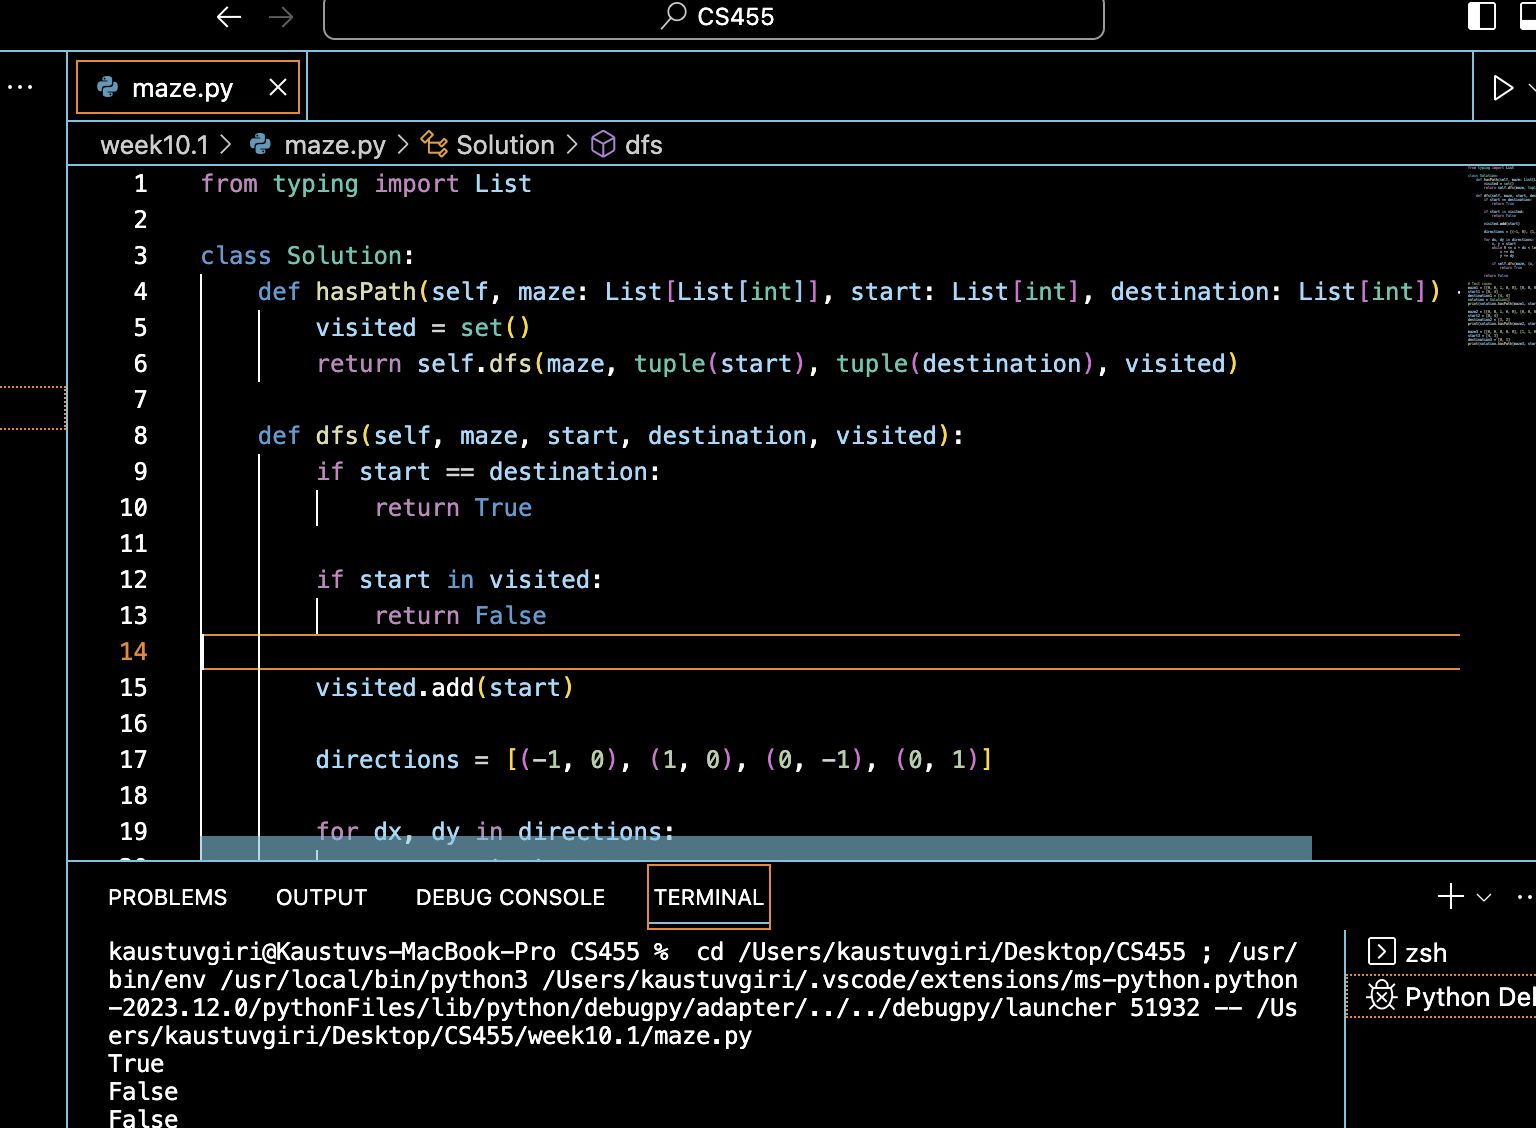 CS455
maze.py
week10.1 > maze.py > Solution > dfs
1 from typing import List
2
3 class Solution:
4     def hasPath(self, maze: List[List[int]], start: List[int], destination: List[int])
5         visited = set()
6         return self.dfs(maze, tuple(start), tuple(destination), visited)
7
8     def dfs(self, maze, start, destination, visited):
9         if start == destination:
10             return True
11
12         if start in visited:
13             return False
14
15         visited.add(start)
16
17         directions = [(-1, 0), (1, 0), (0, -1), (0, 1)]
18
19         for dx, dy in directions:
PROBLEMS OUTPUT DEBUG CONSOLE TERMINAL
kaustuvgiri@Kaustuvs-MacBook-Pro CS455 %  cd /Users/kaustuvgiri/Desktop/CS455 ; /usr/
bin/env /usr/local/bin/python3 /Users/kaustuvgiri/.vscode/extensions/ms-python.python
-2023.12.0/pythonFiles/lib/python/debugpy/adapter/../../debugpy/launcher 51932 -- /Us
ers/kaustuvgiri/Desktop/CS455/week10.1/maze.py
True
False
False
zsh
Python Del